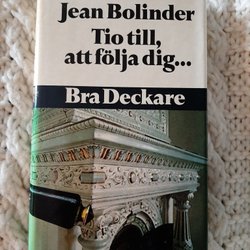 Jean Bolinder
Tio till,
att följa dig...
Bra Deckare